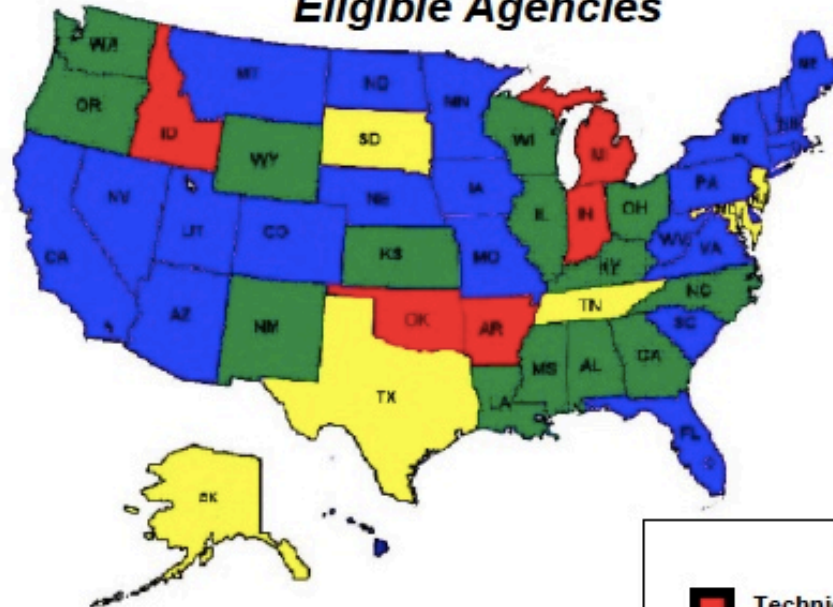 Eligible Agencies
WA
MT
ND
MN
OR
ID
SD
WI
WY
MI
NV
NE
IA
PA
UT
CO
IL
IN
OH
WV
VA
CA
KS
MO
KY
AZ
NM
OK
AR
TN
NC
SC
TX
MS
AL
GA
LA
FL
Techni